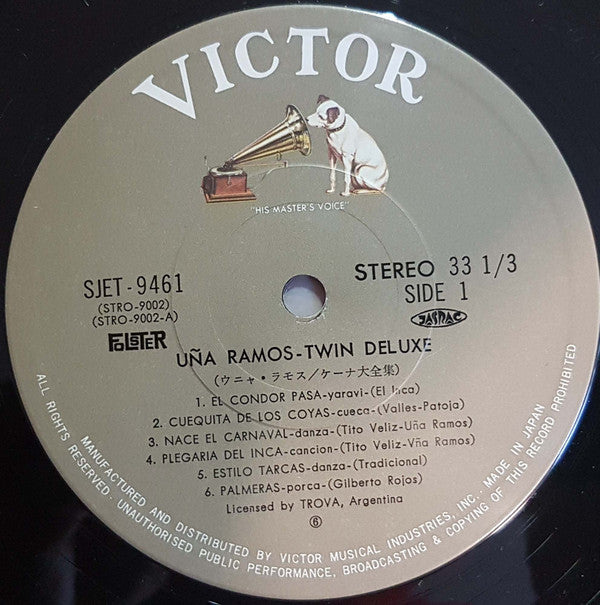 VICTOR
"HIS MASTER'S VOICE"
SJET-9461
(STRO-9002)
(STRO-9002-A)
FOLSTER
STEREO 33 1/3
SIDE 1
JASRAC
UÑA RAMOS-TWIN DELUXE
(ウニャ・ラモス/ケーナ大全集)
1. EL CONDOR PASA-yaravi-(El Inca)
2. CUEQUITA DE LOS COYAS-cueca-(Valles-Patoja)
3. NACE EL CARNAVAL-danza-(Tito Veliz-Uña Ramos)
4. PLEGARIA DEL INCA-cancion-(Tito Veliz-Vña Ramos)
5. ESTILO TARCAS-danza-(Tradicional)
6. PALMERAS-porca-(Gilberto Rojos)
Licensed by TROVA, Argentina
⑥
MANUFACTURED AND DISTRIBUTED BY VICTOR MUSICAL INDUSTRIES, INC. · MADE IN JAPAN
ALL RIGHTS RESERVED. UNAUTHORISED PUBLIC PERFORMANCE, BROADCASTING & COPYING OF THIS RECORD PROHIBITED